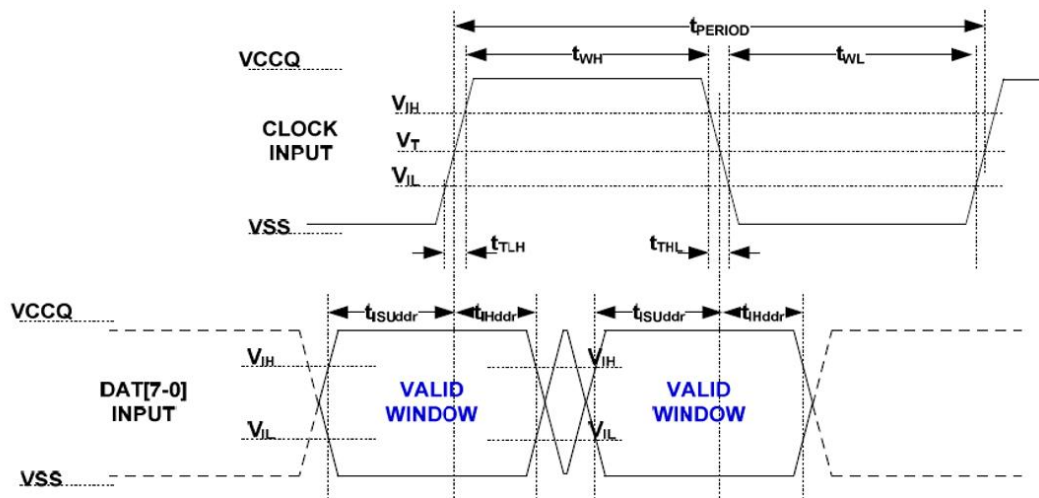 tPERIOD
VCCQ
tWH
tWL
VIH
CLOCK
INPUT
VT
VIL
VSS
tTLH
tTHL
VCCQ
tISUddr
tIHddr
tISUddr
tIHddr
VIH
VIH
DAT[7-0]
INPUT
VALID
WINDOW
VALID
WINDOW
VIL
VIL
VSS